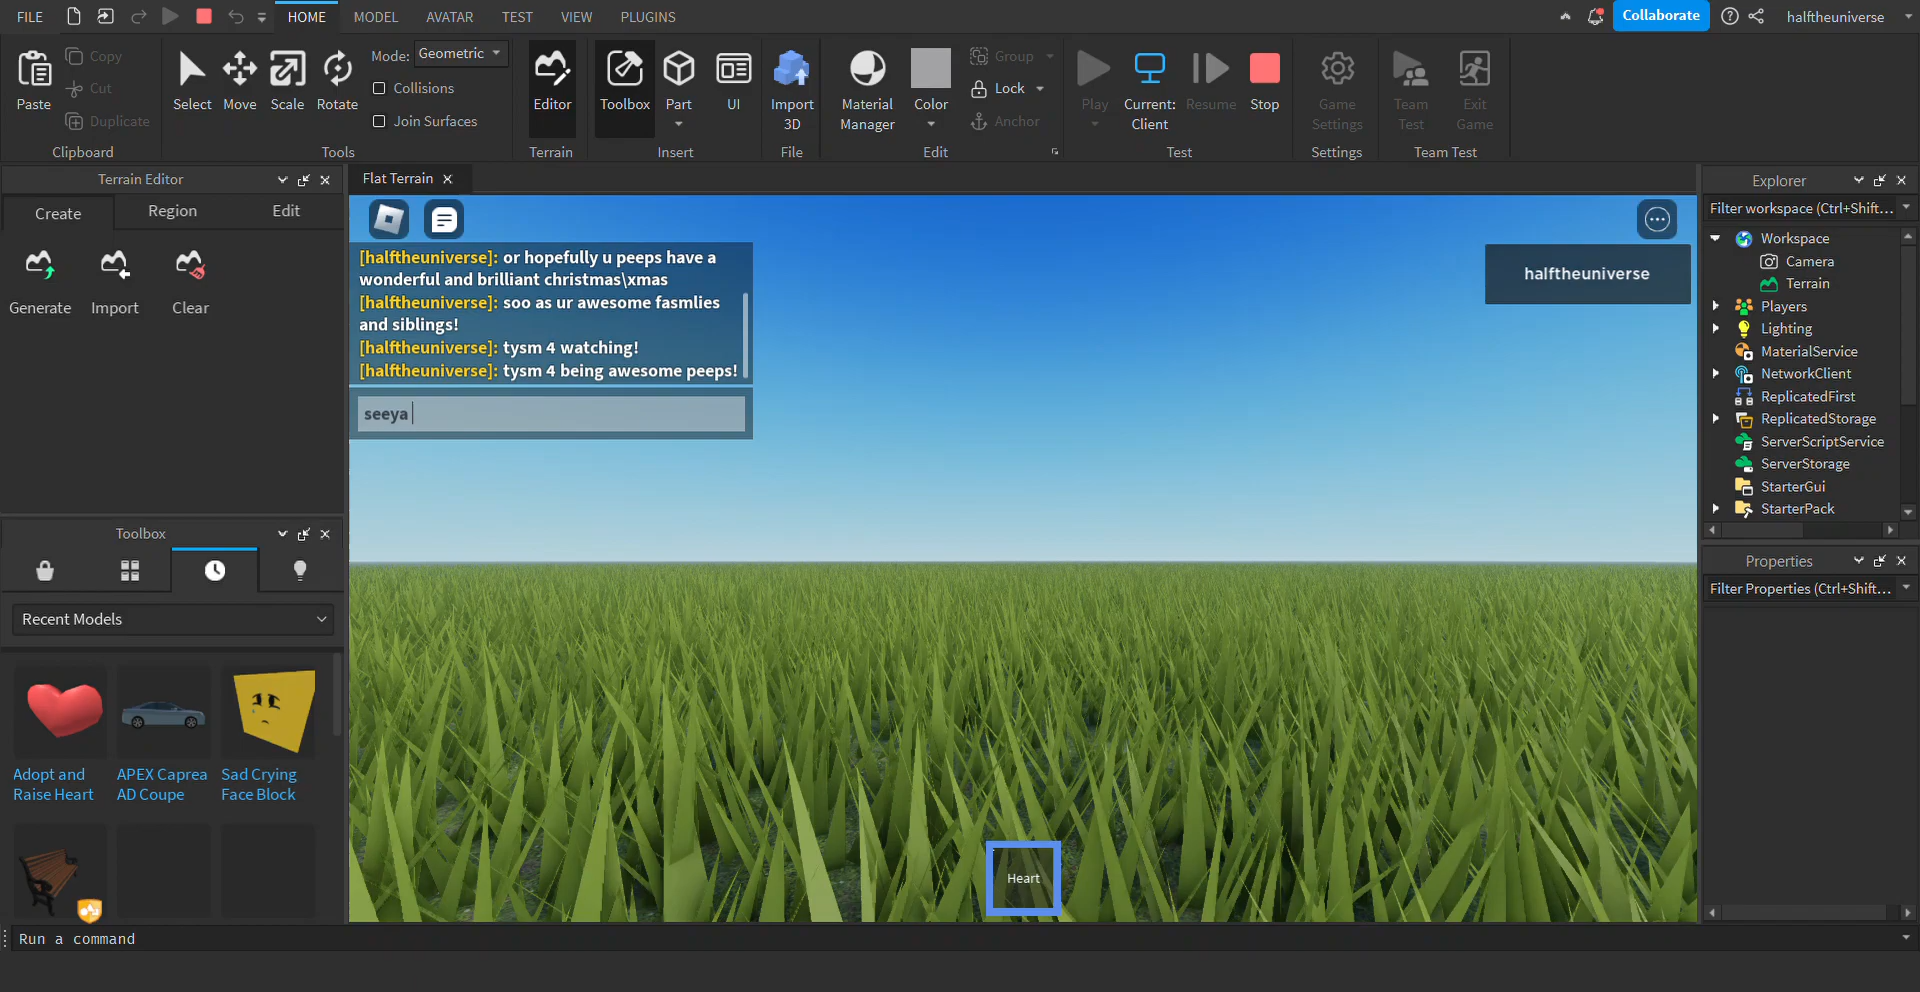 FILE HOME MODEL AVATAR TEST VIEW PLUGINS Collaborate halftheuniverse
Paste Copy Cut Duplicate
Clipboard
Select Move Scale Rotate
Mode: Geometric
Collisions
Join Surfaces
Tools
Editor
Terrain
Toolbox Part UI
Insert
Import
3D
File
Material
Manager
Color
Group
Lock
Anchor
Edit
Play
Current:
Client
Resume Stop
Test
Game
Settings
Settings
Team
Test
Exit
Game
Team Test
Terrain Editor
Create Region Edit
Generate Import Clear
Toolbox
Recent Models
Adopt and
Raise Heart
APEX Caprea
AD Coupe
Sad Crying
Face Block
Flat Terrain
[halftheuniverse]: or hopefully u peeps have a
wonderful and brilliant christmas\xmas
[halftheuniverse]: soo as ur awesome fasmlies
and siblings!
[halftheuniverse]: tysm 4 watching!
[halftheuniverse]: tysm 4 being awesome peeps!
seeya
halftheuniverse
Heart
Explorer
Filter workspace (Ctrl+Shift...
Workspace
Camera
Terrain
Players
Lighting
MaterialService
NetworkClient
ReplicatedFirst
ReplicatedStorage
ServerScriptService
ServerStorage
StarterGui
StarterPack
Properties
Filter Properties (Ctrl+Shift...
Run a command